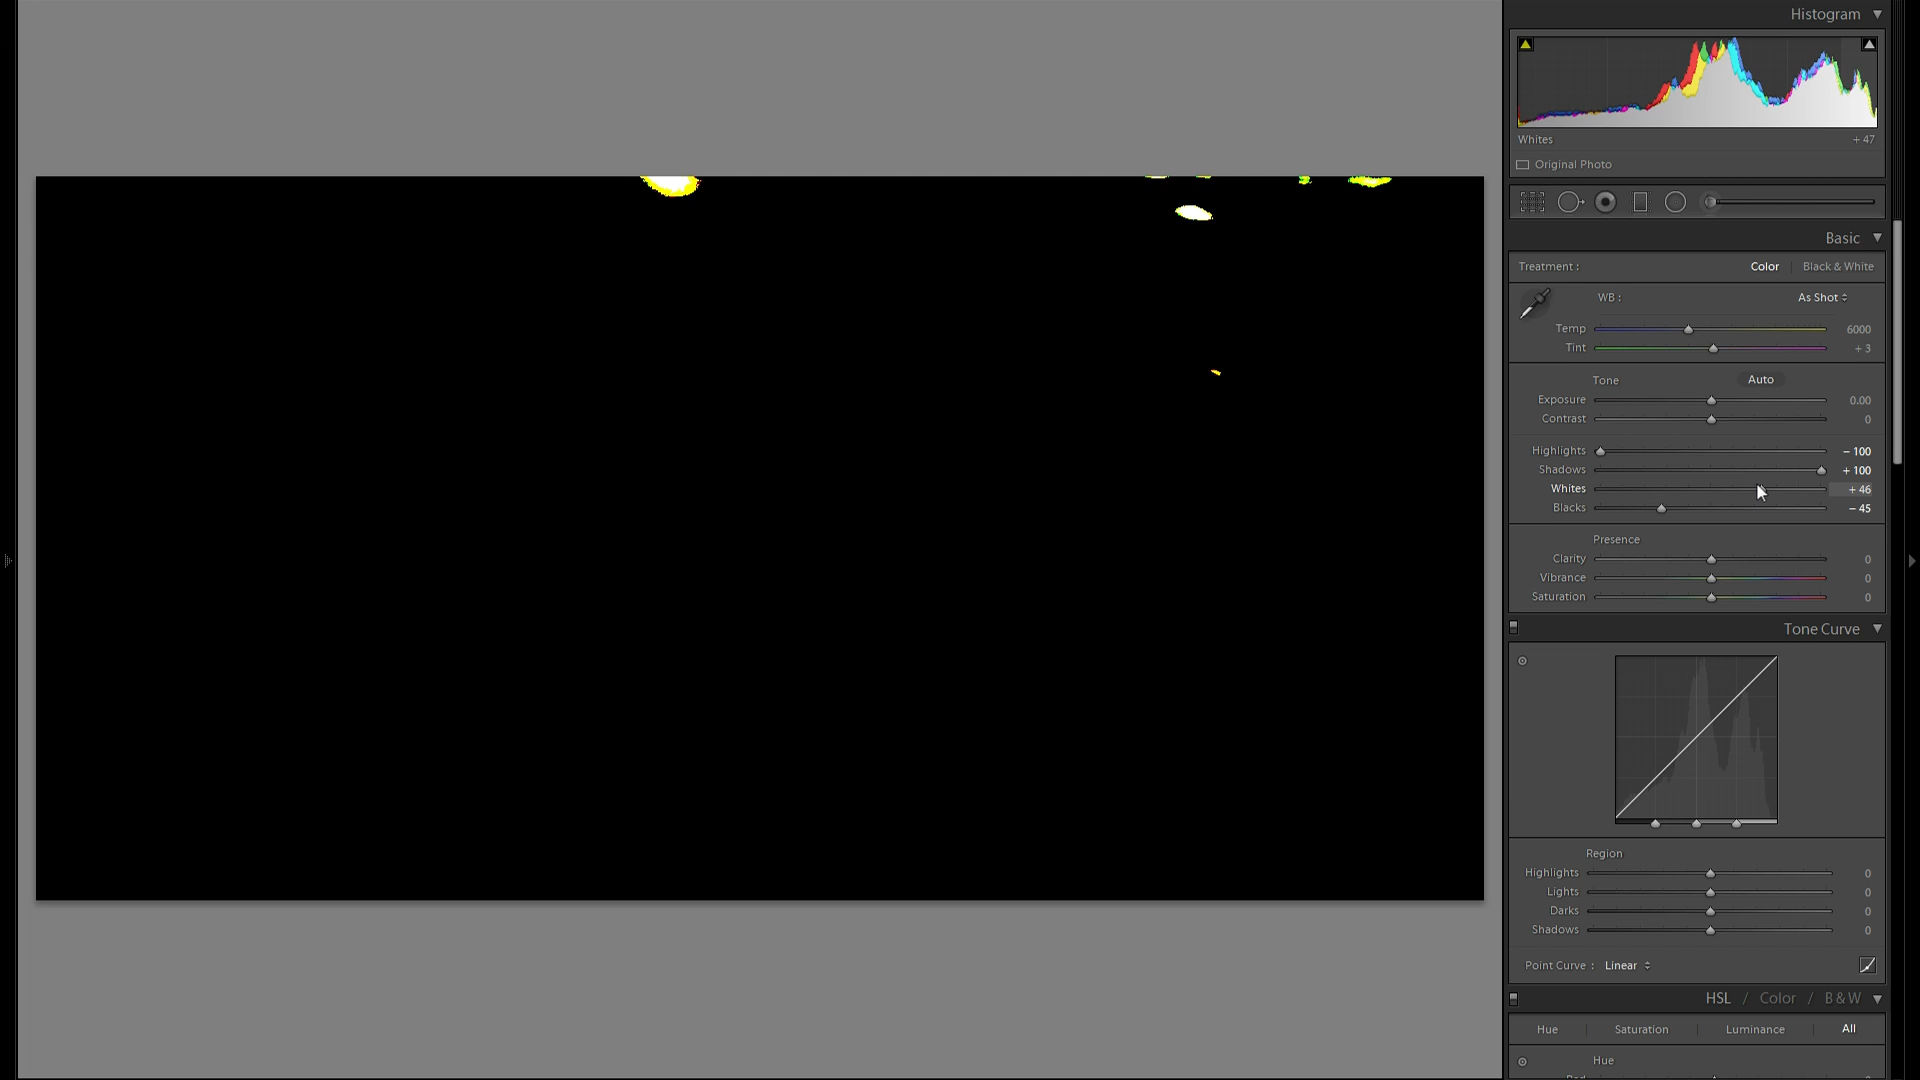 Histogram
Whites + 47
Original Photo
Basic
Treatment : Color Black & White
WB : As Shot
Temp 6000
Tint + 3
Tone Auto
Exposure 0.00
Contrast 0
Highlights – 100
Shadows + 100
Whites + 46
Blacks – 45
Presence
Clarity 0
Vibrance 0
Saturation 0
Tone Curve
Region
Highlights 0
Lights 0
Darks 0
Shadows 0
Point Curve : Linear
HSL / Color / B & W
Hue Saturation Luminance All
Hue